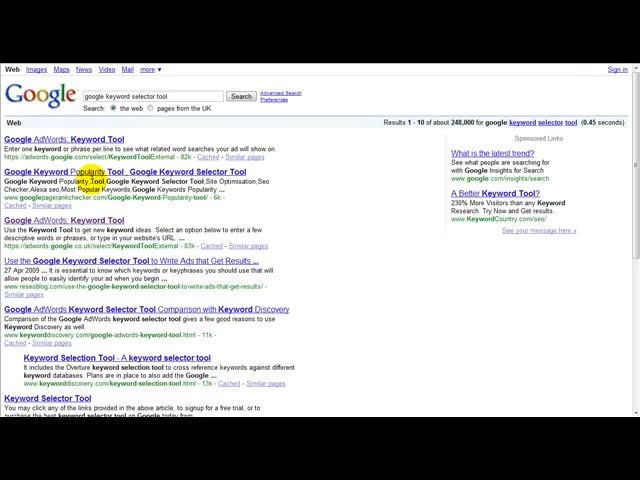 Web Images Maps News Video Mail more ▼ Sign in
Google google keyword selector tool Search Advanced Search
Preferences
Search: the web pages from the UK
Web Results 1 - 10 of about 248,000 for google keyword selector tool. (0.45 seconds)
Google AdWords: Keyword Tool
Enter one keyword or phrase per line to see what related word searches your ad will show on.
https://adwords.google.com/select/KeywordToolExternal - 82k - Cached - Similar pages
Google Keyword Popularity Tool , Google Keyword Selector Tool
Google Keyword Popularity Tool,Google Keyword Selector Tool,Site Optimisation,Seo
Checker,Alexa seo,Most Popular Keywords,Google Keywords Popularity ...
www.googlepagerankchecker.com/Google-Keyword-Popularity-tool/ - 6k -
Cached - Similar pages
Google AdWords: Keyword Tool
Use the Keyword Tool to get new keyword ideas. Select an option below to enter a few
descriptive words or phrases, or type in your website's URL. ...
https://adwords.google.co.uk/select/KeywordToolExternal - 83k - Cached - Similar pages
Use the Google Keyword Selector Tool to Write Ads that Get Results ...
27 Apr 2009 ... It is essential to know which keywords or keyphrases you should use that will
allow people to easily identify your ad when you begin ...
www.reseoblog.com/use-the-google-keyword-selector-tool-to-write-ads-that-get-results/ -
Similar pages
Google AdWords Keyword Selector Tool Comparison with Keyword Discovery
Comparison of the Google AdWords keyword selector tool gives a few good reasons to use
Keyword Discovery as well.
www.keyworddiscovery.com/google-adwords-keyword-tool.html - 11k -
Cached - Similar pages
Keyword Selection Tool - A keyword selector tool
It includes the Overture keyword selection tool to cross reference keywords against different
keyword databases. Plans are in place to also add the Google ...
www.keyworddiscovery.com/keyword-selection-tool.html - 13k - Cached - Similar pages
Keyword Selector Tool
You may click any of the links provided in the above article, to signup for a free trial, or to
purchase the best keyword selector tool on Google today from
Sponsored Links
What is the latest trend?
See what people are searching for
with Google Insights for Search
www.google.com/insights/search
A Better Keyword Tool?
230% More Visitors than any Keyword
Research. Try Now and Get results..
www.KeywordCountry.com/seo/
See your message here »